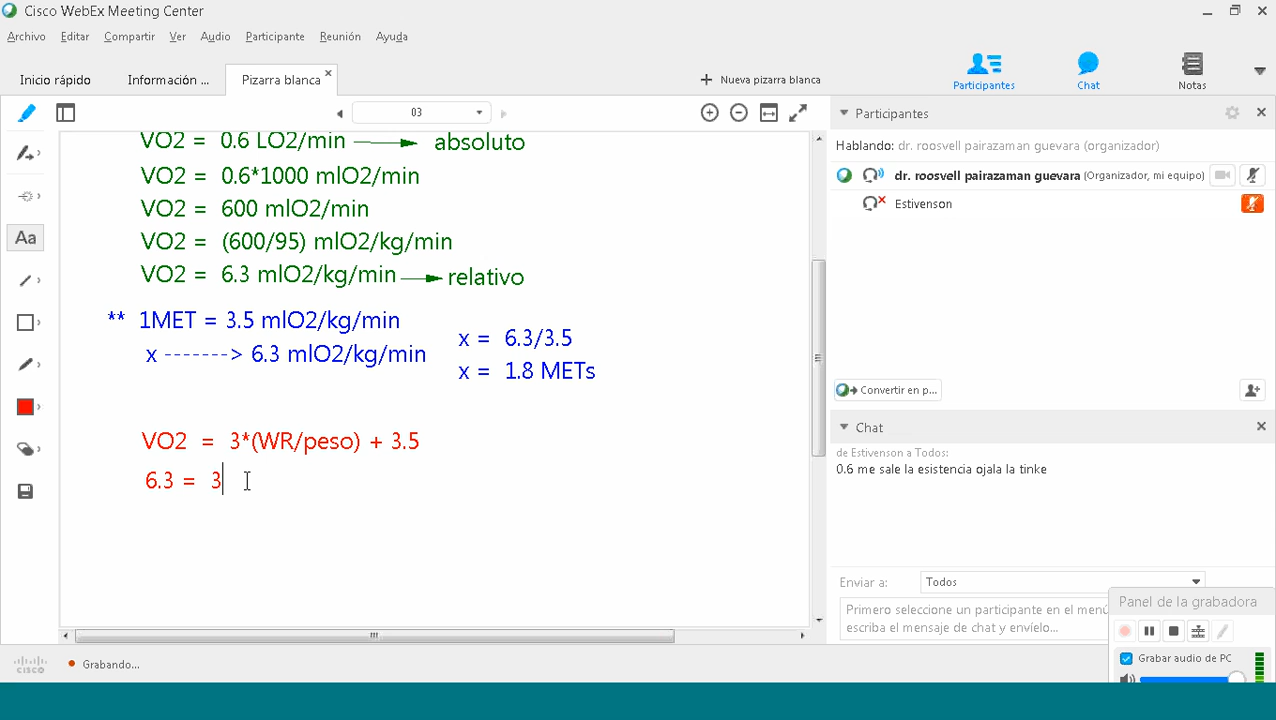 Cisco WebEx Meeting Center
Archivo Editar Compartir Ver Audio Participante Reunión Ayuda
Inicio rápido Información ... Pizarra blanca Nueva pizarra blanca
Participantes Chat Notas
03
VO2 = 0.6 LO2/min absoluto
VO2 = 0.6*1000 mlO2/min
VO2 = 600 mlO2/min
VO2 = (600/95) mlO2/kg/min
VO2 = 6.3 mlO2/kg/min relativo
** 1MET = 3.5 mlO2/kg/min
x -------> 6.3 mlO2/kg/min
x = 6.3/3.5
x = 1.8 METs
VO2 = 3*(WR/peso) + 3.5
6.3 = 3
Aa
Participantes
Hablando: dr. roosvell pairazaman guevara (organizador)
dr. roosvell pairazaman guevara (Organizador, mi equipo)
Estivenson
Convertir en p...
Chat
de Estivenson a Todos:
0.6 me sale la esistencia ojala la tinke
Enviar a: Todos
Primero seleccione un participante en el menú
escriba el mensaje de chat y envíelo...
Panel de la grabadora
Grabar audio de PC
cisco
Grabando...